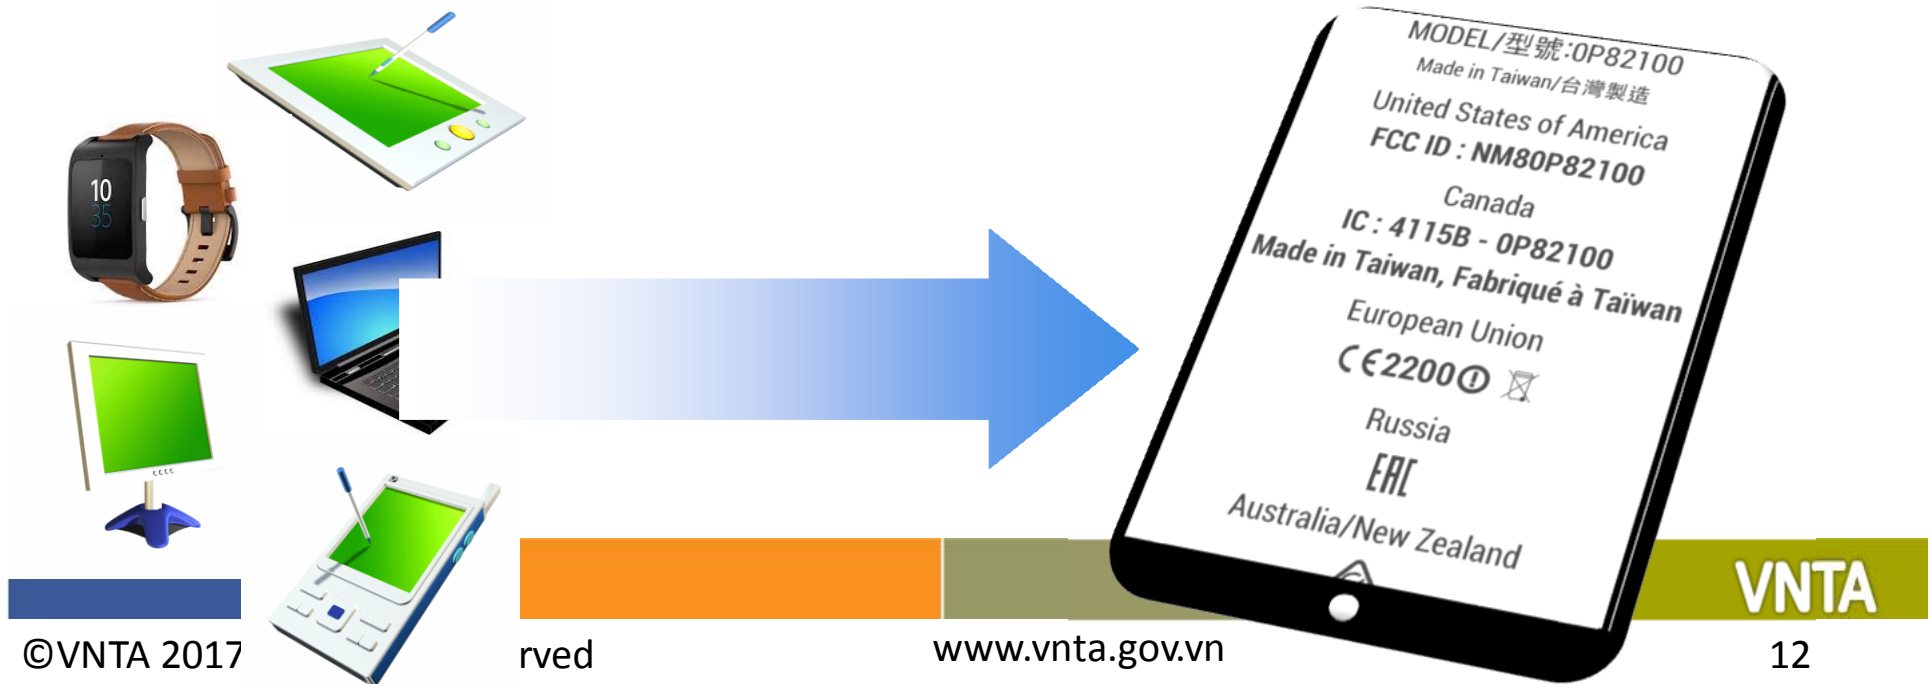 10
35
MODEL/型號:0P82100
Made in Taiwan/台灣製造
United States of America
FCC ID : NM80P82100
Canada
IC : 4115B - 0P82100
Made in Taiwan, Fabriqué à Taïwan
European Union
CE2200
Russia
EAC
Australia/New Zealand
VNTA
©VNTA 2017 rved
www.vnta.gov.vn
12